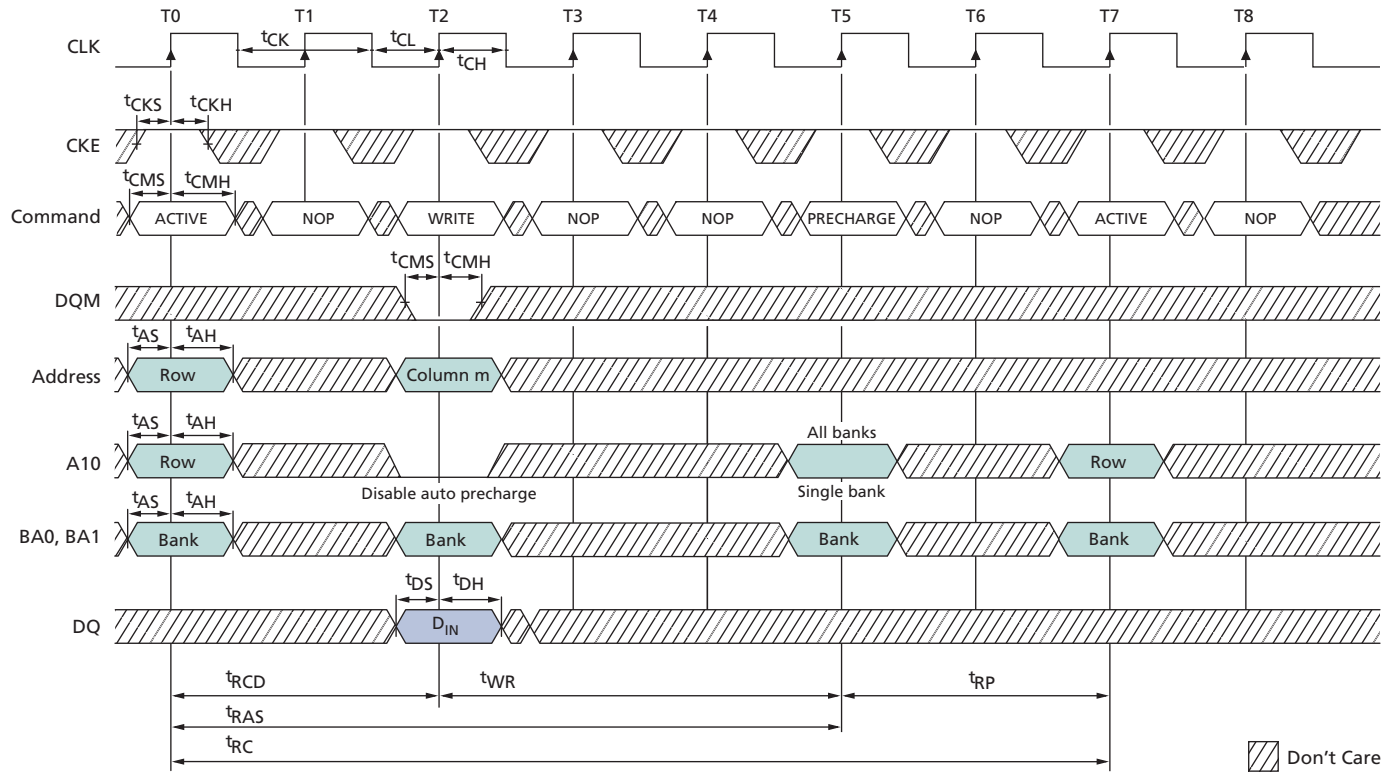 T0 T1 T2 T3 T4 T5 T6 T7 T8
CLK tCK tCL tCH
tCKS tCKH
CKE
tCMS tCMH
Command ACTIVE NOP WRITE NOP NOP PRECHARGE NOP ACTIVE NOP
tCMS tCMH
DQM
tAS tAH
Address Row Column m
tAS tAH All banks
A10 Row Row
tAS tAH Disable auto precharge Single bank
BA0, BA1 Bank Bank Bank Bank
tDS tDH
DQ DIN
tRCD tWR tRP
tRAS
tRC
Don't Care